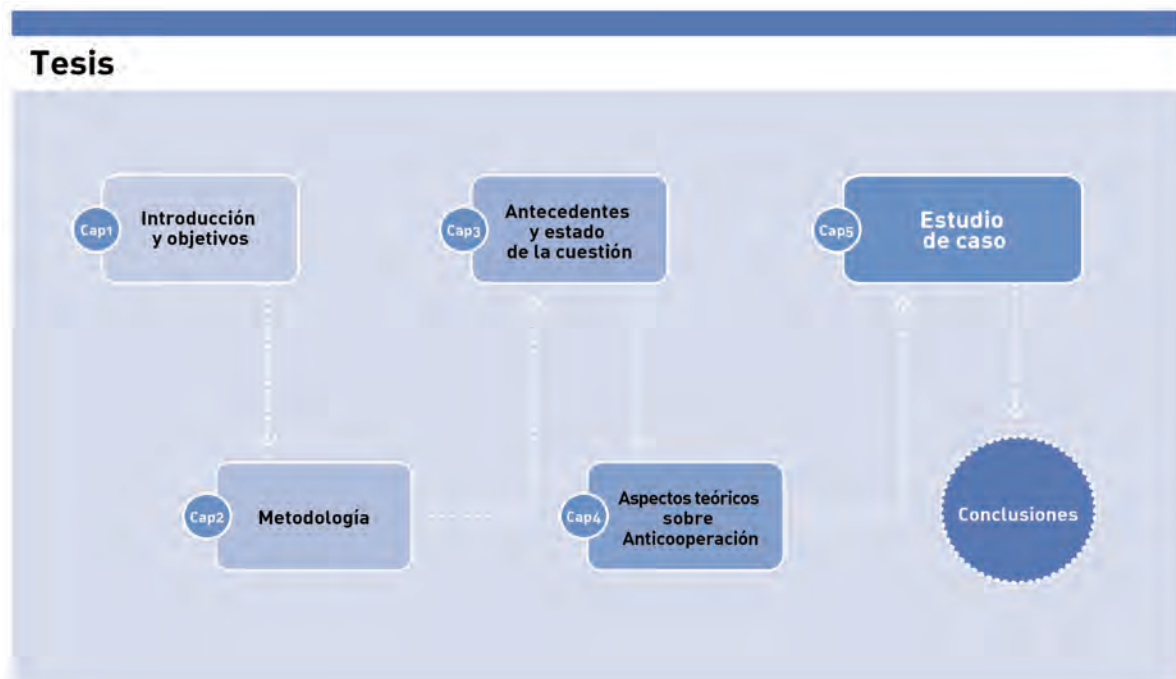 Tesis
Cap1
Introducción
y objetivos
Cap2
Metodología
Cap3
Antecedentes
y estado
de la cuestión
Cap4
Aspectos teóricos
sobre
Anticooperación
Cap5
Estudio
de caso
Conclusiones